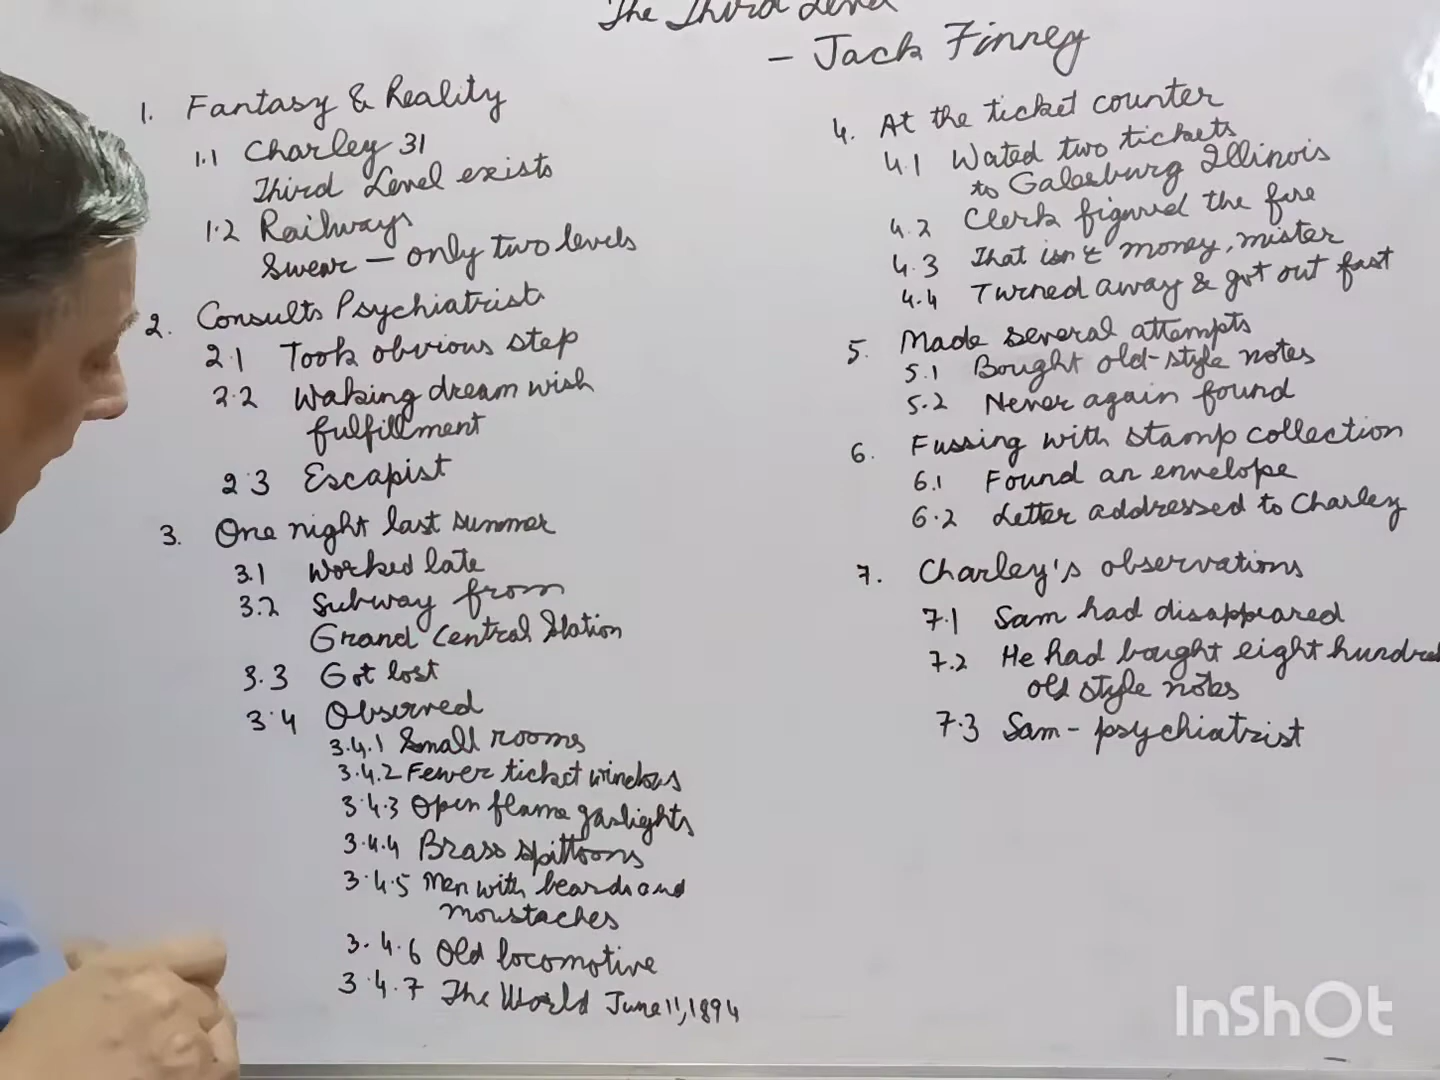 The Third Level
- Jack Finney
1. Fantasy & Reality
1.1 Charley 31
Third Level exists
1.2 Railways
Swear - only two levels
2. Consults Psychiatrist
2.1 Took obvious step
2.2 Waking dream wish
fulfillment
2.3 Escapist
3. One night last summer
3.1 Worked late
3.2 Subway from
Grand Central Station
3.3 Got lost
3.4 Observed
3.4.1 Small rooms
3.4.2 Fewer ticket windows
3.4.3 Open flame gaslights
3.4.4 Brass spittoons
3.4.5 Men with beards and
moustaches
3.4.6 Old locomotive
3.4.7 The World June 11, 1894
4. At the ticket counter
4.1 Wated two tickets
to Galesburg Illinois
4.2 Clerk figured the fare
4.3 That isn't money, mister
4.4 Turned away & got out fast
5. Made several attempts
5.1 Bought old-style notes
5.2 Never again found
6. Fussing with stamp collection
6.1 Found an envelope
6.2 Letter addressed to Charley
7. Charley's observations
7.1 Sam had disappeared
7.2 He had bought eight hundred
old style notes
7.3 Sam - psychiatrist
InShOt